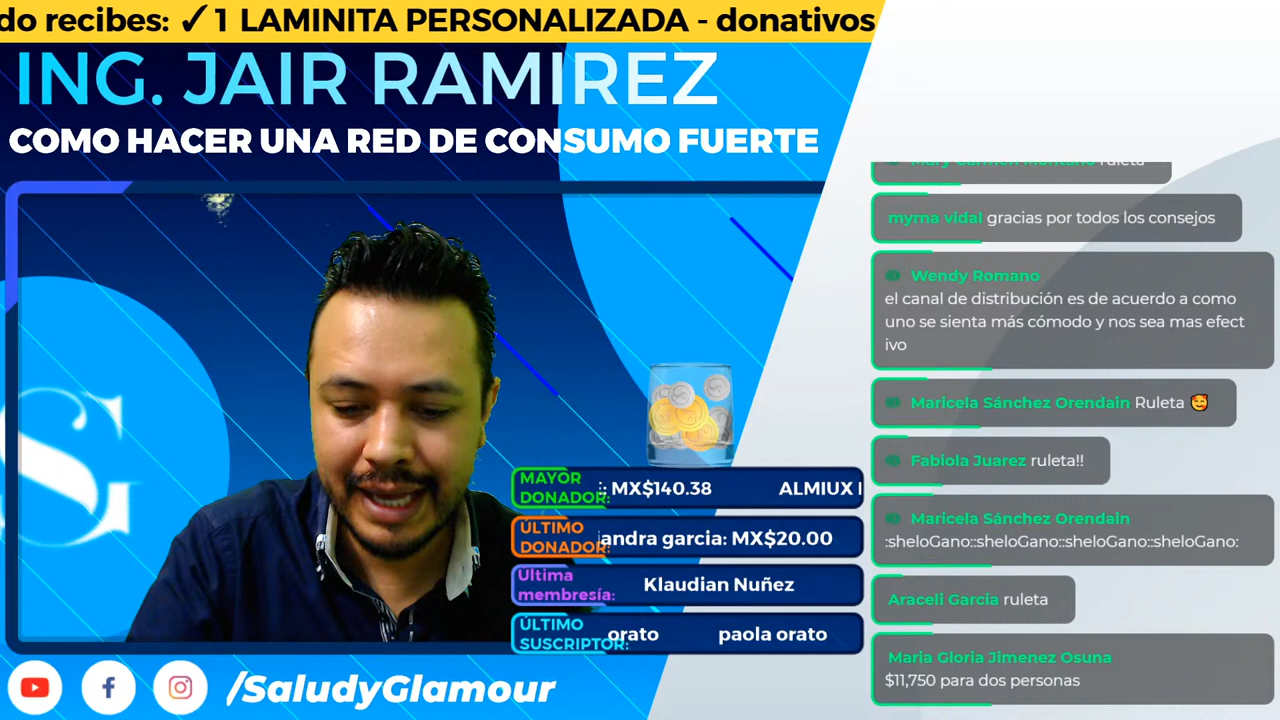 do recibes: ✓1 LAMINITA PERSONALIZADA - donativos
ING. JAIR RAMIREZ
COMO HACER UNA RED DE CONSUMO FUERTE
S
MAYOR
DONADOR:
: MX$140.38 ALMIUX
ÚLTIMO
DONADOR:
andra garcia: MX$20.00
Última
membresía:
Klaudian Nuñez
ÚLTIMO
SUSCRIPTOR:
orato paola orato
/SaludyGlamour
ruleta
myrna vidal gracias por todos los consejos
Wendy Romano
el canal de distribución es de acuerdo a como
uno se sienta más cómodo y nos sea mas efect
ivo
Maricela Sánchez Orendain Ruleta 🥰
Fabiola Juarez ruleta!!
Maricela Sánchez Orendain
:sheloGano::sheloGano::sheloGano::sheloGano:
Araceli Garcia ruleta
Maria Gloria Jimenez Osuna
$11,750 para dos personas